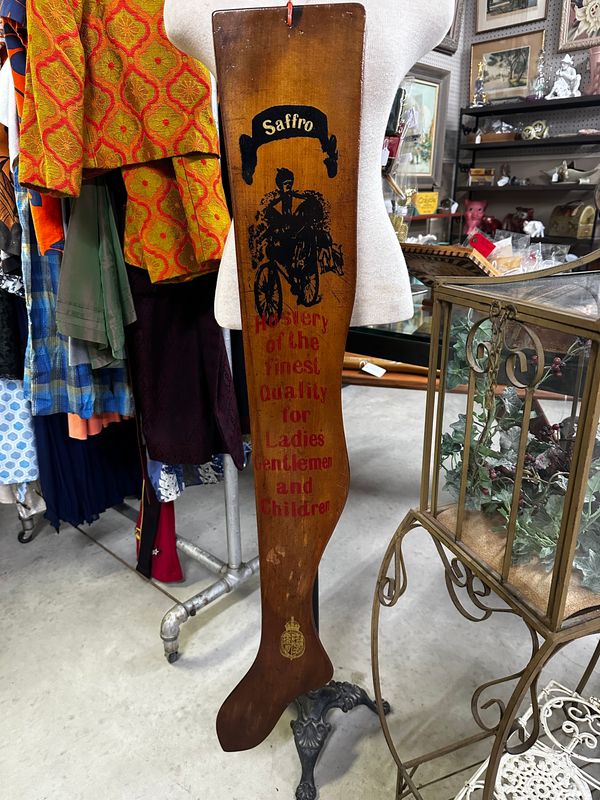 Saffro
Hosiery
of the
finest
Quality
for
Ladies
Gentlemen
and
Children